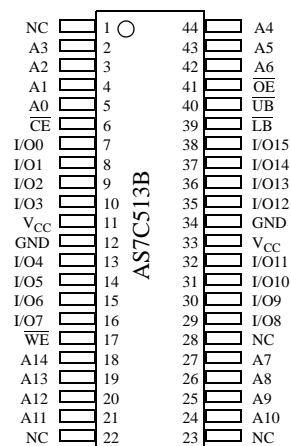 NC 1 44 A4
A3 2 43 A5
A2 3 42 A6
A1 4 41 OE
A0 5 40 UB
CE 6 39 LB
I/O0 7 38 I/O15
I/O1 8 37 I/O14
I/O2 9 36 I/O13
I/O3 10 35 I/O12
VCC 11 34 GND
GND 12 33 VCC
I/O4 13 32 I/O11
I/O5 14 31 I/O10
I/O6 15 30 I/O9
I/O7 16 29 I/O8
WE 17 28 NC
A14 18 27 A7
A13 19 26 A8
A12 20 25 A9
A11 21 24 A10
NC 22 23 NC
AS7C513B